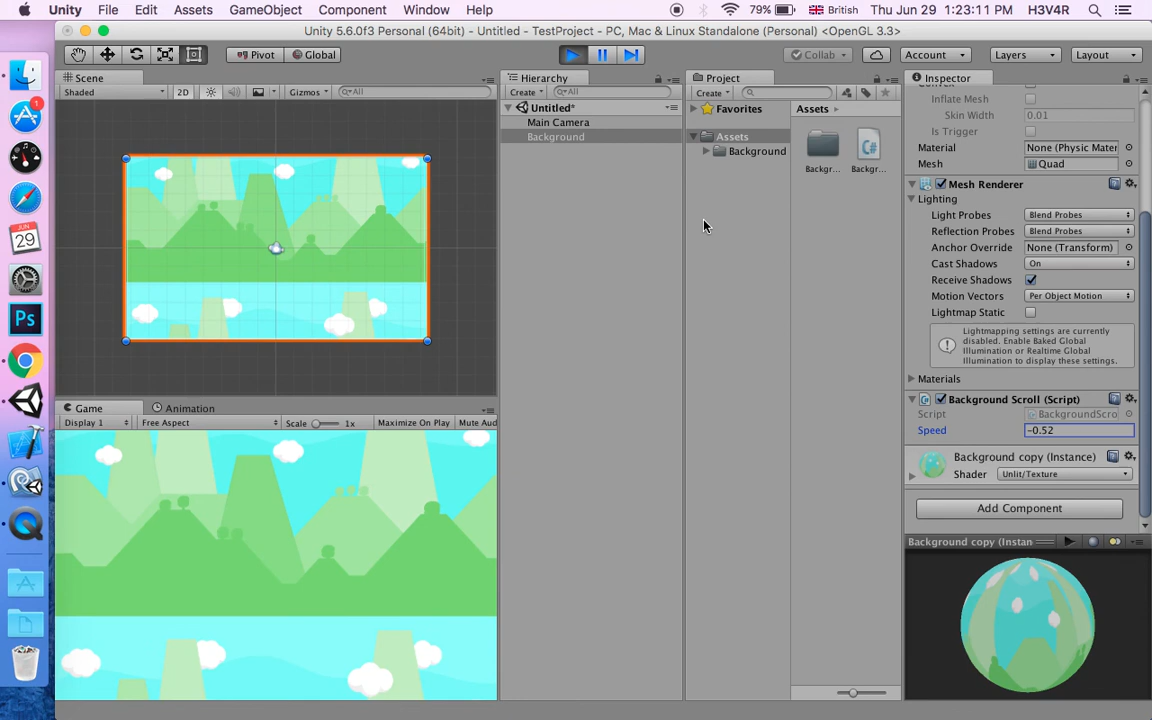 Unity File Edit Assets GameObject Component Window Help 79% British Thu Jun 29 1:23:11 PM H3V4R
Unity 5.6.0f3 Personal (64bit) - Untitled - TestProject - PC, Mac & Linux Standalone (Personal) <OpenGL 3.3>
Pivot Global Collab Account Layers Layout
Scene Hierarchy Project Inspector
Shaded 2D Gizmos All Create All Create
Untitled* Favorites Assets
Inflate Mesh
Main Camera
Skin Width 0.01
Background Assets
Is Trigger
Background
Material None (Physic Mater
Mesh Quad
Backgr... C# Backgr...
Mesh Renderer
Lighting
Light Probes Blend Probes
Reflection Probes Blend Probes
Anchor Override None (Transform)
Cast Shadows On
Receive Shadows
Motion Vectors Per Object Motion
Lightmap Static
Lightmapping settings are currently
disabled. Enable Baked Global
Illumination or Realtime Global
Illumination to display these settings.
Materials
Background Scroll (Script)
Script BackgroundScro
Speed -0.52
Game Animation
Display 1 Free Aspect Scale 1x Maximize On Play Mute Aud
Background copy (Instance)
Shader Unlit/Texture
Add Component
Background copy (Instan
1
JUN
29
Ps